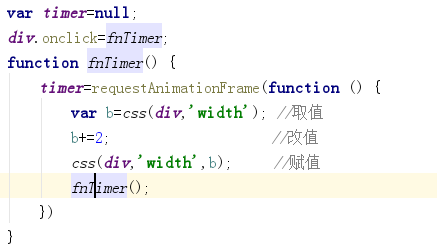 var timer=null;
div.onclick=fnTimer;
function fnTimer() {
    timer=requestAnimationFrame(function () {
        var b=css(div,'width'); //取值
        b+=2;                   //改值
        css(div,'width',b);     //赋值
        fnTimer();
    })
}